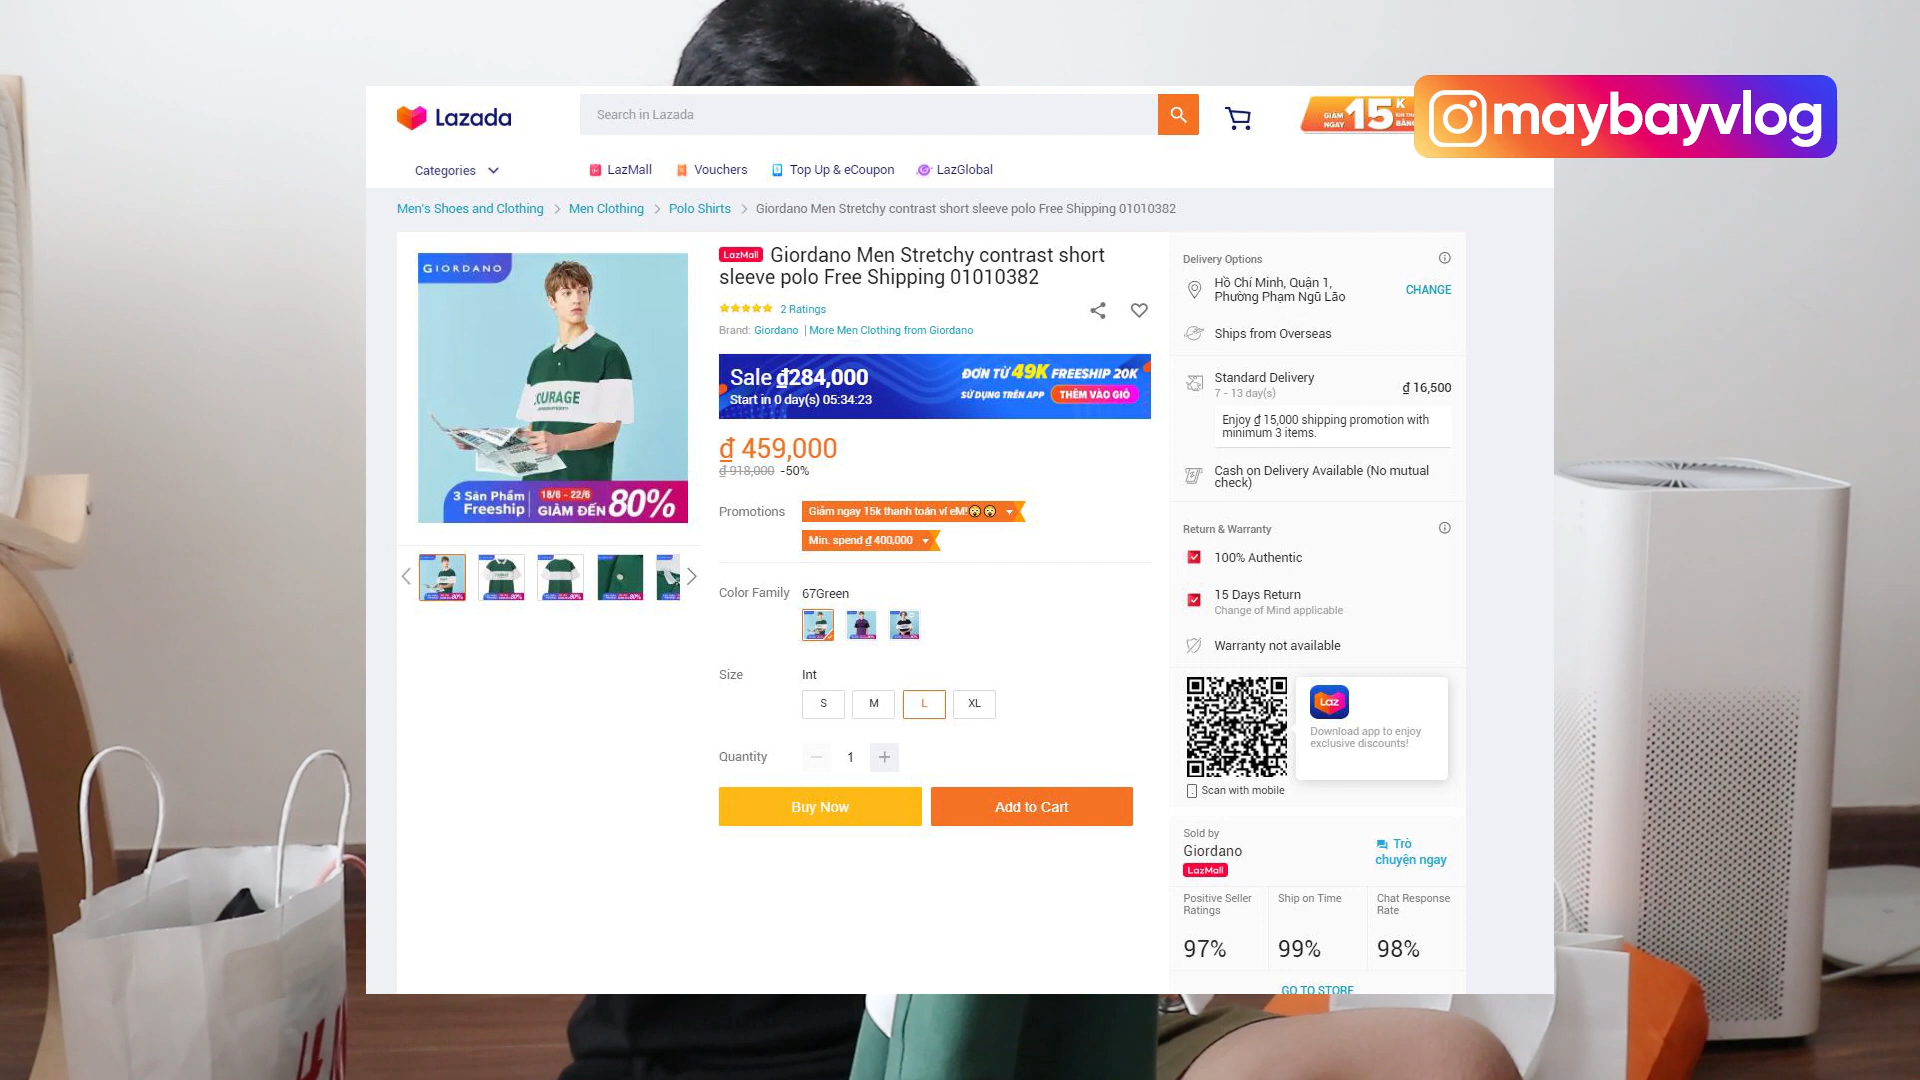 Lazada
Search in Lazada
GIẢM
NGAY
15K
maybayvlog
Categories
LazMall
Vouchers
Top Up & eCoupon
LazGlobal
Men's Shoes and Clothing
Men Clothing
Polo Shirts
Giordano Men Stretchy contrast short sleeve polo Free Shipping 01010382
GIORDANO
COURAGE
3 Sản Phẩm
Freeship
18/6 - 22/6
GIẢM ĐẾN 80%
LazMall Giordano Men Stretchy contrast short
sleeve polo Free Shipping 01010382
2 Ratings
Brand: Giordano | More Men Clothing from Giordano
Sale ₫284,000
Start in 0 day(s) 05:34:23
ĐƠN TỪ 49K FREESHIP 20K
SỬ DỤNG TRÊN APP THÊM VÀO GIỎ
₫ 459,000
₫ 918,000 -50%
Promotions
Giảm ngay 15k thanh toán ví eM!😲😲
Min. spend ₫ 400,000
Color Family
67Green
Size
Int
S
M
L
XL
Quantity
1
Buy Now
Add to Cart
Delivery Options
Hồ Chí Minh, Quận 1,
Phường Phạm Ngũ Lão
CHANGE
Ships from Overseas
Standard Delivery
₫ 16,500
7 - 13 day(s)
Enjoy ₫ 15,000 shipping promotion with
minimum 3 items.
Cash on Delivery Available (No mutual
check)
Return & Warranty
100% Authentic
15 Days Return
Change of Mind applicable
Warranty not available
Laz
Download app to enjoy
exclusive discounts!
Scan with mobile
Sold by
Giordano
LazMall
Trò
chuyện ngay
Positive Seller
Ratings
97%
Ship on Time
99%
Chat Response
Rate
98%
GO TO STORE